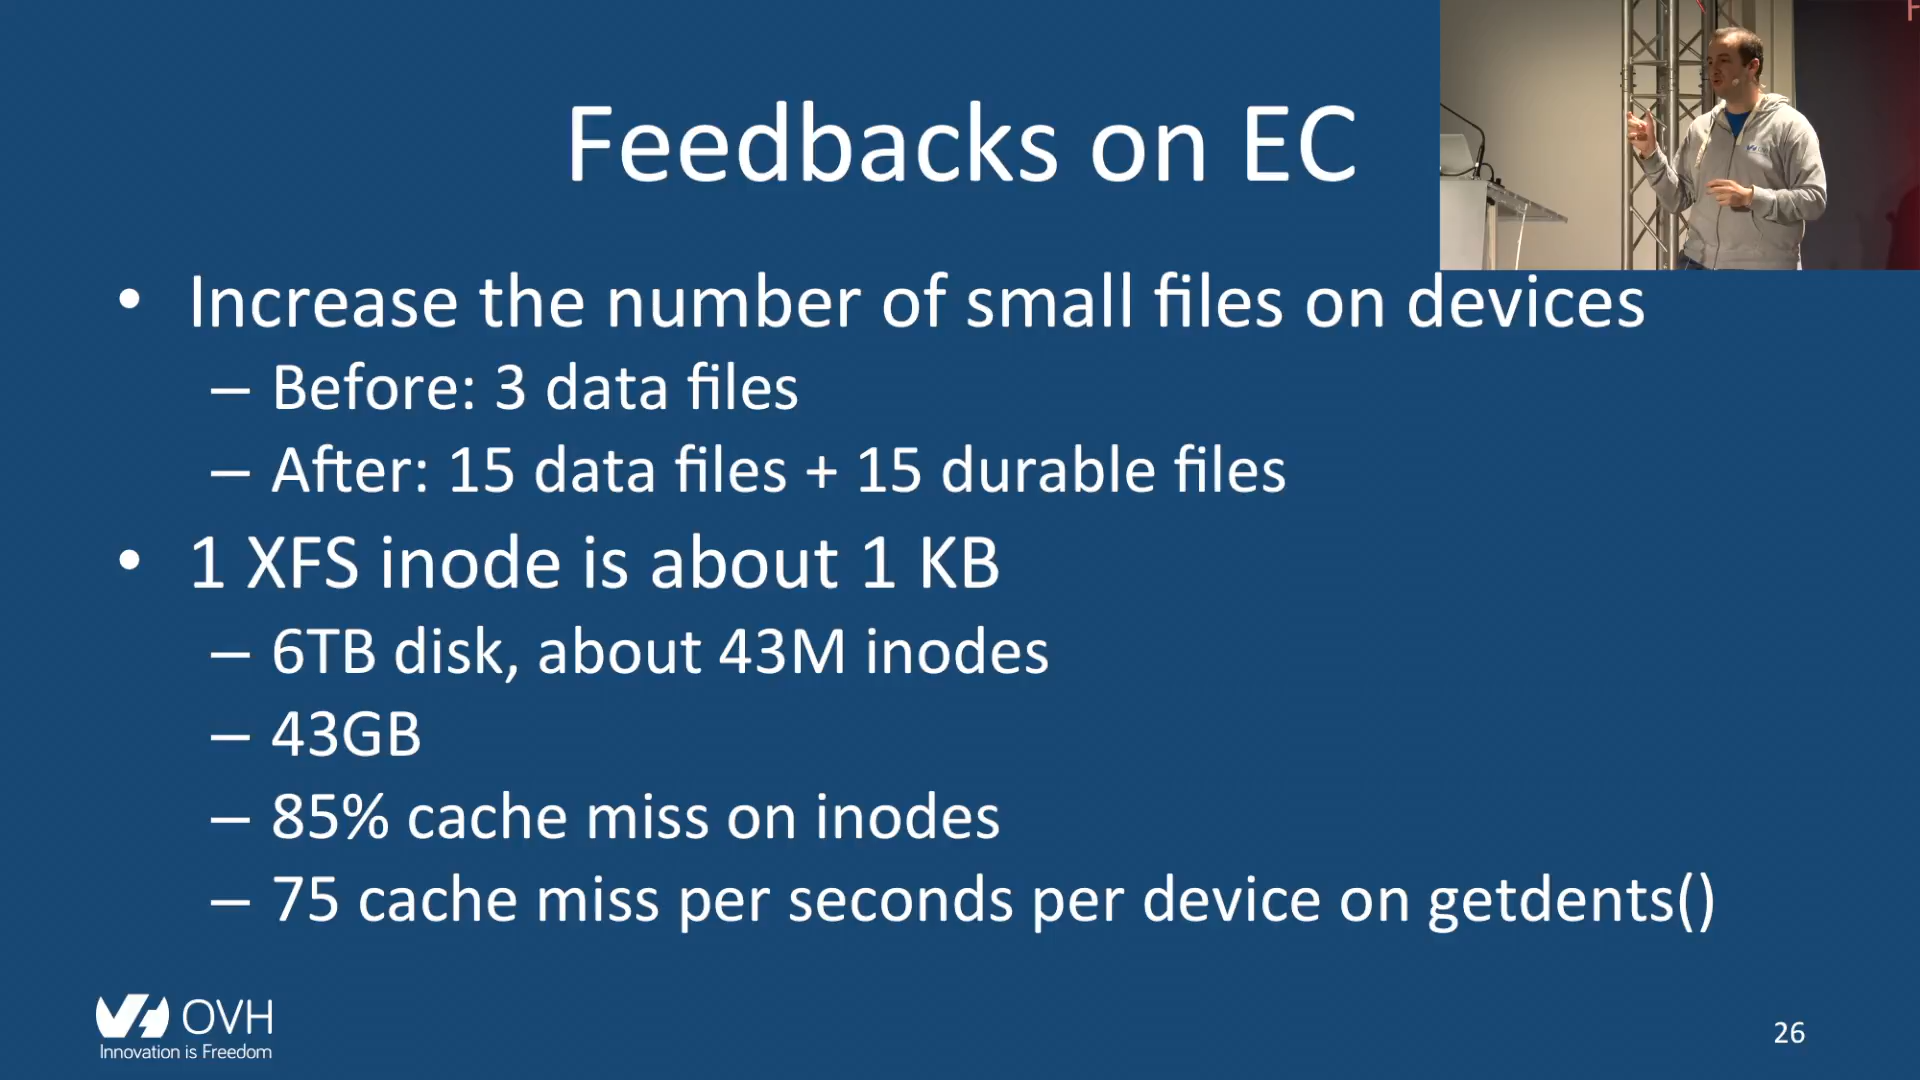 Feedbacks on EC
• Increase the number of small files on devices
– Before: 3 data files
– After: 15 data files + 15 durable files
• 1 XFS inode is about 1 KB
– 6TB disk, about 43M inodes
– 43GB
– 85% cache miss on inodes
– 75 cache miss per seconds per device on getdents()
OVH
Innovation is Freedom
26